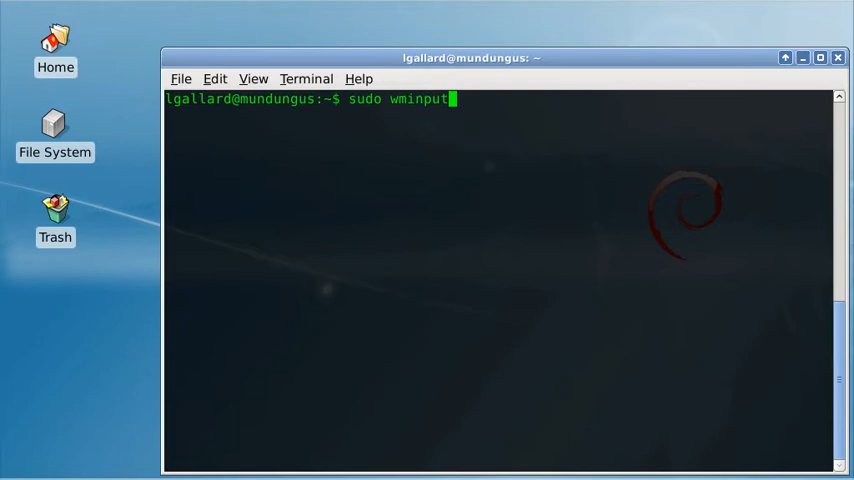 lgallard@mundungus: ~
File Edit View Terminal Help
lgallard@mundungus:~$ sudo wminput
Home
File System
Trash